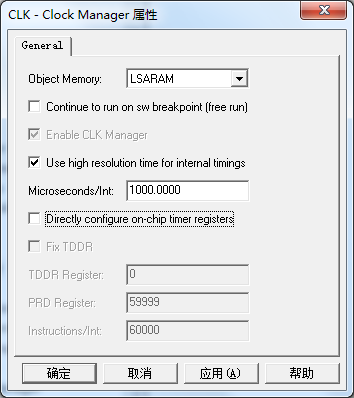 CLK - Clock Manager 属性
General
Object Memory: LSARAM
Continue to run on sw breakpoint (free run)
Enable CLK Manager
Use high resolution time for internal timings
Microseconds/Int: 1000.0000
Directly configure on-chip timer registers
Fix TDDR
TDDR Register: 0
PRD Register: 59999
Instructions/Int: 60000
确定 取消 应用(A) 帮助